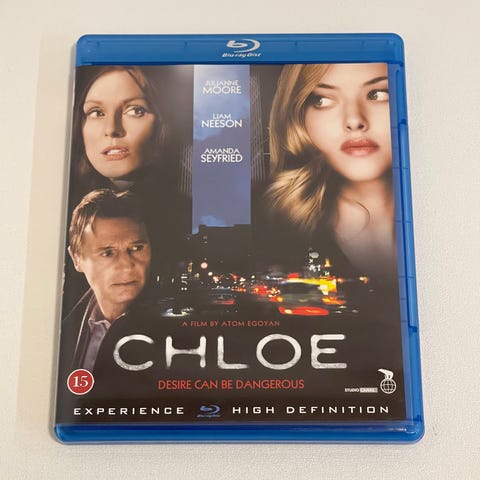 Blu-ray Disc
JULIANNE
MOORE
LIAM
NEESON
AMANDA
SEYFRIED
A FILM BY ATOM EGOYAN
CHLOE
DESIRE CAN BE DANGEROUS
15
STUDIO CANAL
EXPERIENCE HIGH DEFINITION